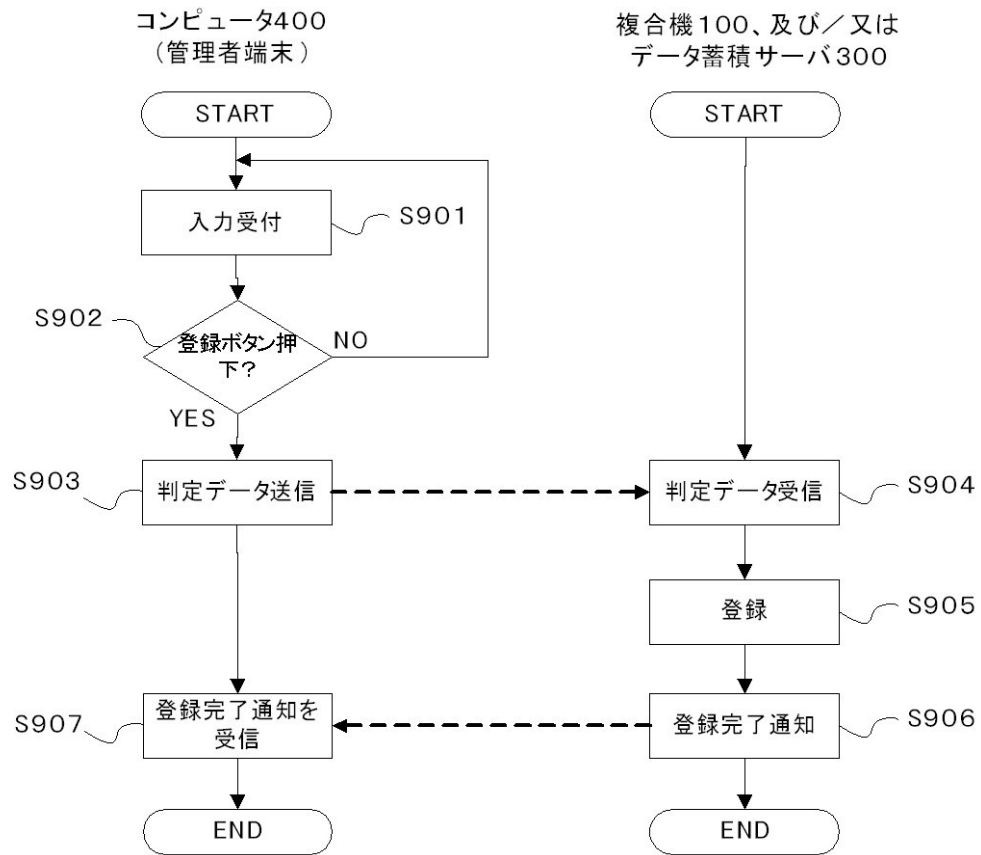 コンピュータ400
(管理者端末)
複合機100、及び/又は
データ蓄積サーバ300
START
START
入力受付
S901
S902
登録ボタン押
下?
NO
YES
S903
判定データ送信
判定データ受信
S904
登録
S905
S907
登録完了通知を
受信
登録完了通知
S906
END
END